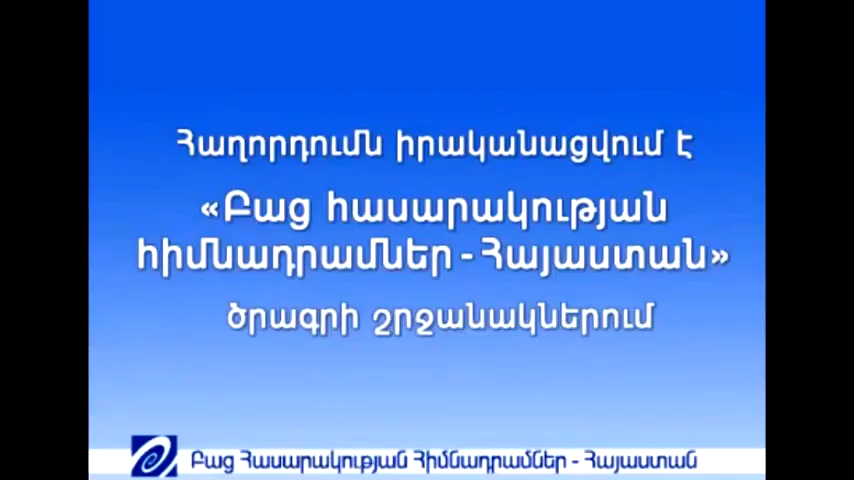 Հաղորդումն իրականացվում է
«Բաց հասարակության
հիմնադրամներ - Հայաստան»
ծրագրի շրջանակներում
Բաց Հասարակության Հիմնադրամներ - Հայաստան